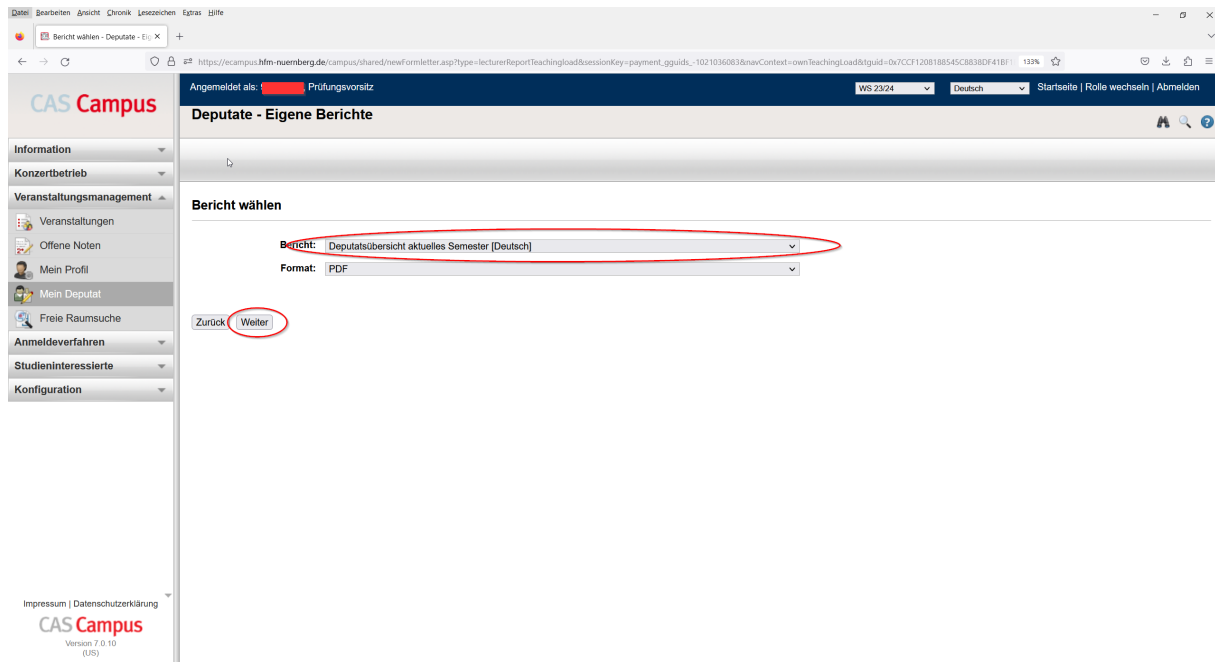 Datei Bearbeiten Ansicht Chronik Lesezeichen Extras Hilfe
Bericht wählen - Deputate - Eig
https://ecampus.hfm-nuernberg.de/campus/shared/newFormletter.asp?type=lecturerReportTeachingload&sessionKey=payment_gguids_-1021036083&navContext=ownTeachingLoad&tguid=0x7CCF1208188545C8838DF41BF 133%
CAS Campus
Angemeldet als: Prüfungsvorsitz WS 23/24 Deutsch Startseite | Rolle wechseln | Abmelden
Deputate - Eigene Berichte
Information
Konzertbetrieb
Veranstaltungsmanagement
Veranstaltungen
Offene Noten
Mein Profil
Mein Deputat
Freie Raumsuche
Anmeldeverfahren
Studieninteressierte
Konfiguration
Bericht wählen
Bericht: Deputatsübersicht aktuelles Semester [Deutsch]
Format: PDF
Zurück Weiter
Impressum | Datenschutzerklärung
CAS Campus
Version 7.0.10
(US)